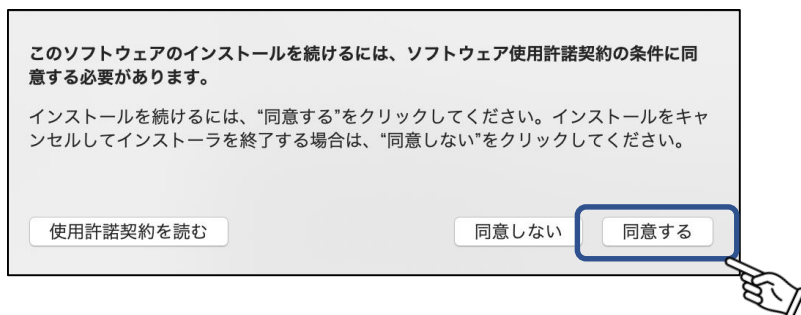 このソフトウェアのインストールを続けるには、ソフトウェア使用許諾契約の条件に同
意する必要があります。
インストールを続けるには、“同意する”をクリックしてください。インストールをキャ
ンセルしてインストーラを終了する場合は、“同意しない”をクリックしてください。
使用許諾契約を読む
同意しない
同意する